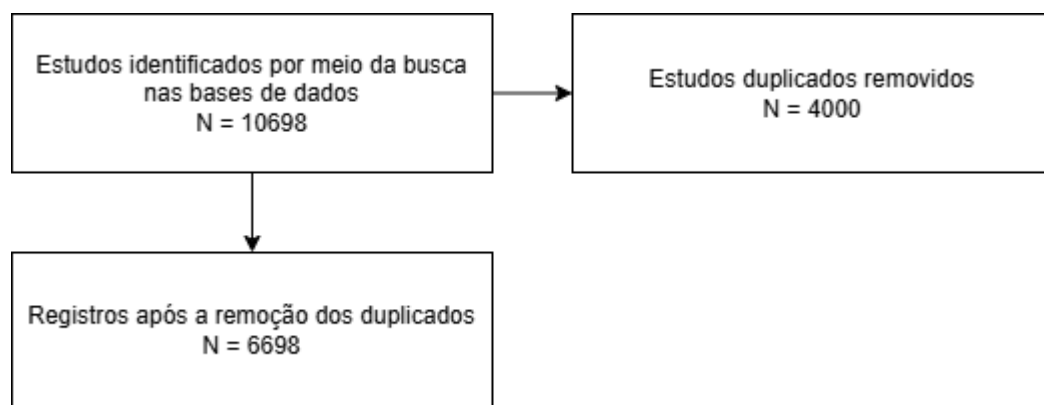 Estudos identificados por meio da busca
nas bases de dados
N = 10698
Estudos duplicados removidos
N = 4000
Registros após a remoção dos duplicados
N = 6698